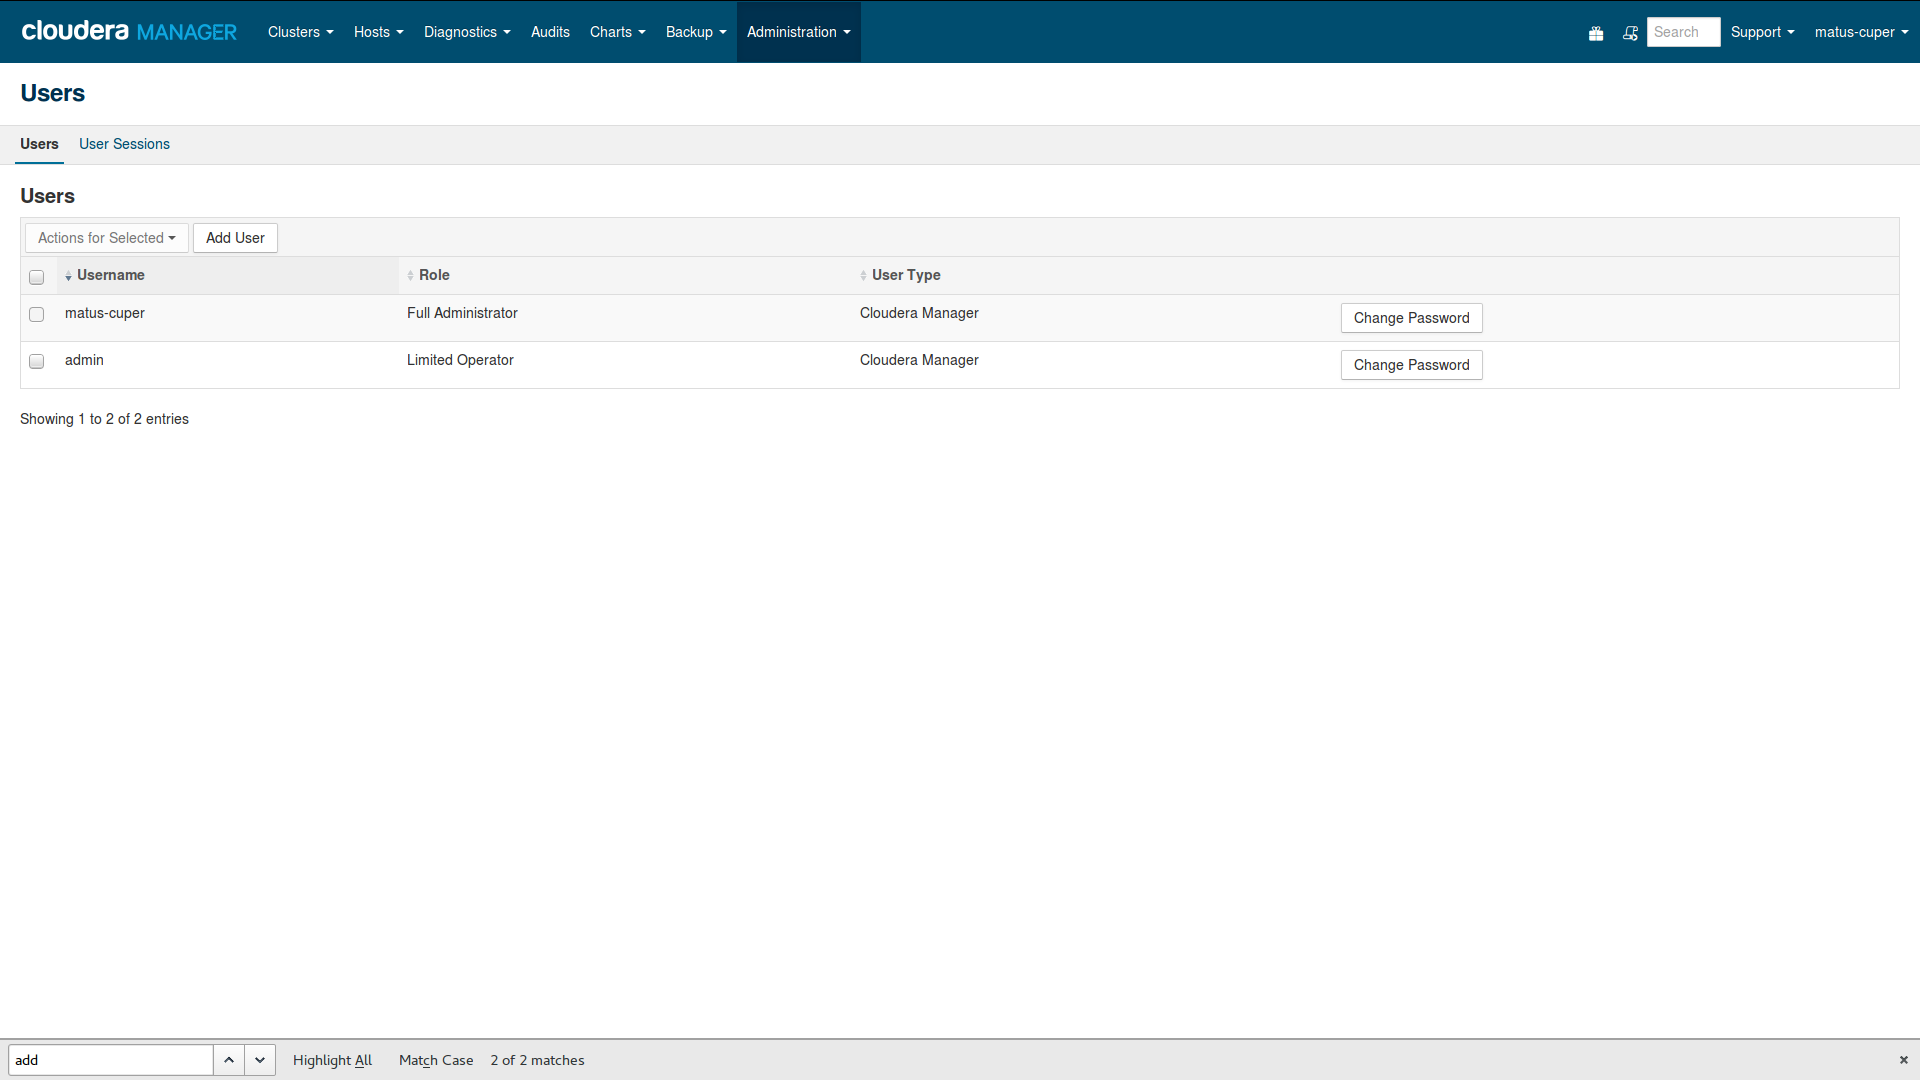 cloudera MANAGER Clusters Hosts Diagnostics Audits Charts Backup Administration Search Support matus-cuper
Users
Users User Sessions
Users
Actions for Selected Add User
Username Role User Type
matus-cuper Full Administrator Cloudera Manager Change Password
admin Limited Operator Cloudera Manager Change Password
Showing 1 to 2 of 2 entries
add Highlight All Match Case 2 of 2 matches